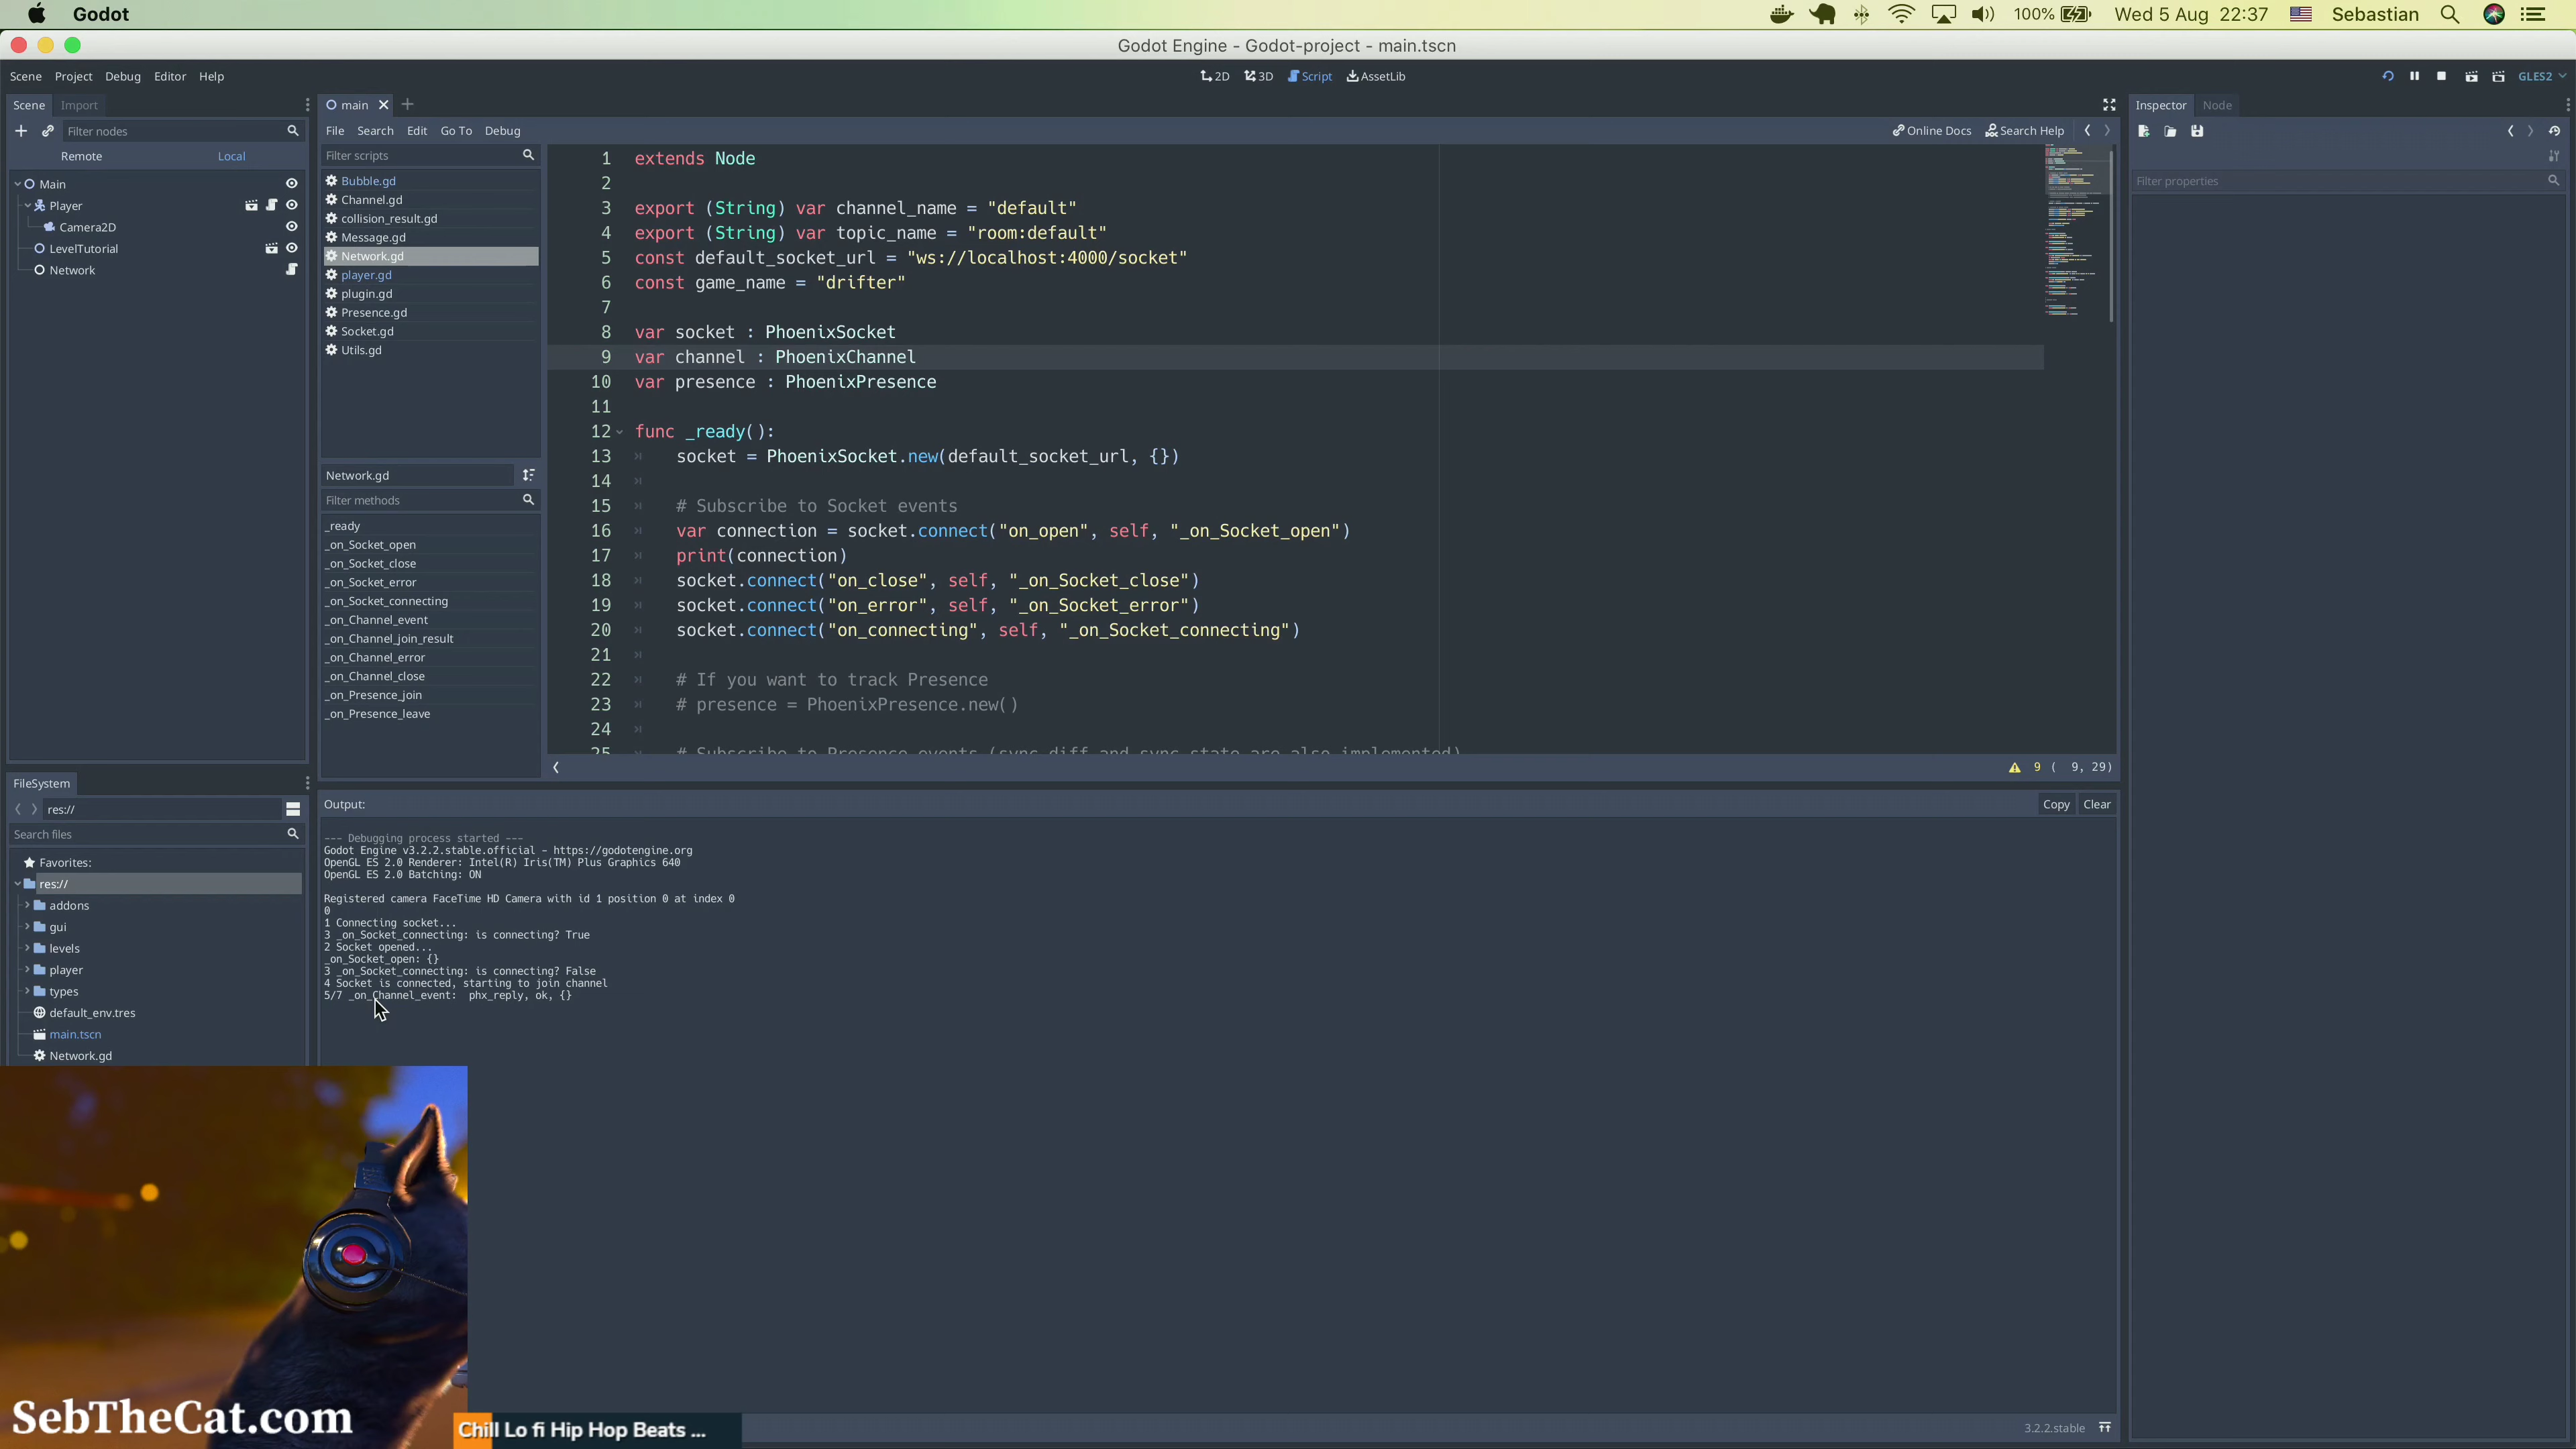 Godot
100%
Wed 5 Aug 22:37
Sebastian
Godot Engine - Godot-project - main.tscn
Scene Project Debug Editor Help
2D 3D Script AssetLib
GLES2
Scene Import
main
Inspector Node
Filter nodes
File Search Edit Go To Debug
Online Docs Search Help
Remote Local
Filter scripts
Filter properties
Main
Player
Camera2D
LevelTutorial
Network
Bubble.gd
Channel.gd
collision_result.gd
Message.gd
Network.gd
player.gd
plugin.gd
Presence.gd
Socket.gd
Utils.gd
Network.gd
Filter methods
_ready
_on_Socket_open
_on_Socket_close
_on_Socket_error
_on_Socket_connecting
_on_Channel_event
_on_Channel_join_result
_on_Channel_error
_on_Channel_close
_on_Presence_join
_on_Presence_leave
1 extends Node
2
3 export (String) var channel_name = "default"
4 export (String) var topic_name = "room:default"
5 const default_socket_url = "ws://localhost:4000/socket"
6 const game_name = "drifter"
7
8 var socket : PhoenixSocket
9 var channel : PhoenixChannel
10 var presence : PhoenixPresence
11
12 func _ready():
13 socket = PhoenixSocket.new(default_socket_url, {})
14
15 # Subscribe to Socket events
16 var connection = socket.connect("on_open", self, "_on_Socket_open")
17 print(connection)
18 socket.connect("on_close", self, "_on_Socket_close")
19 socket.connect("on_error", self, "_on_Socket_error")
20 socket.connect("on_connecting", self, "_on_Socket_connecting")
21
22 # If you want to track Presence
23 # presence = PhoenixPresence.new()
24
25 # Subscribe to Presence events (sync_diff and sync_state are also implemented)
9 ( 9, 29)
FileSystem
res://
Search files
Favorites:
res://
addons
gui
levels
player
types
default_env.tres
main.tscn
Network.gd
Output:
Copy Clear
--- Debugging process started ---
Godot Engine v3.2.2.stable.official - https://godotengine.org
OpenGL ES 2.0 Renderer: Intel(R) Iris(TM) Plus Graphics 640
OpenGL ES 2.0 Batching: ON
Registered camera FaceTime HD Camera with id 1 position 0 at index 0
0
1 Connecting socket...
3 _on_Socket_connecting: is connecting? True
2 Socket opened...
_on_Socket_open: {}
3 _on_Socket_connecting: is connecting? False
4 Socket is connected, starting to join channel
5/7 _on_Channel_event: phx_reply, ok, {}
SebTheCat.com
Chill Lo fi Hip Hop Beats ...
3.2.2.stable